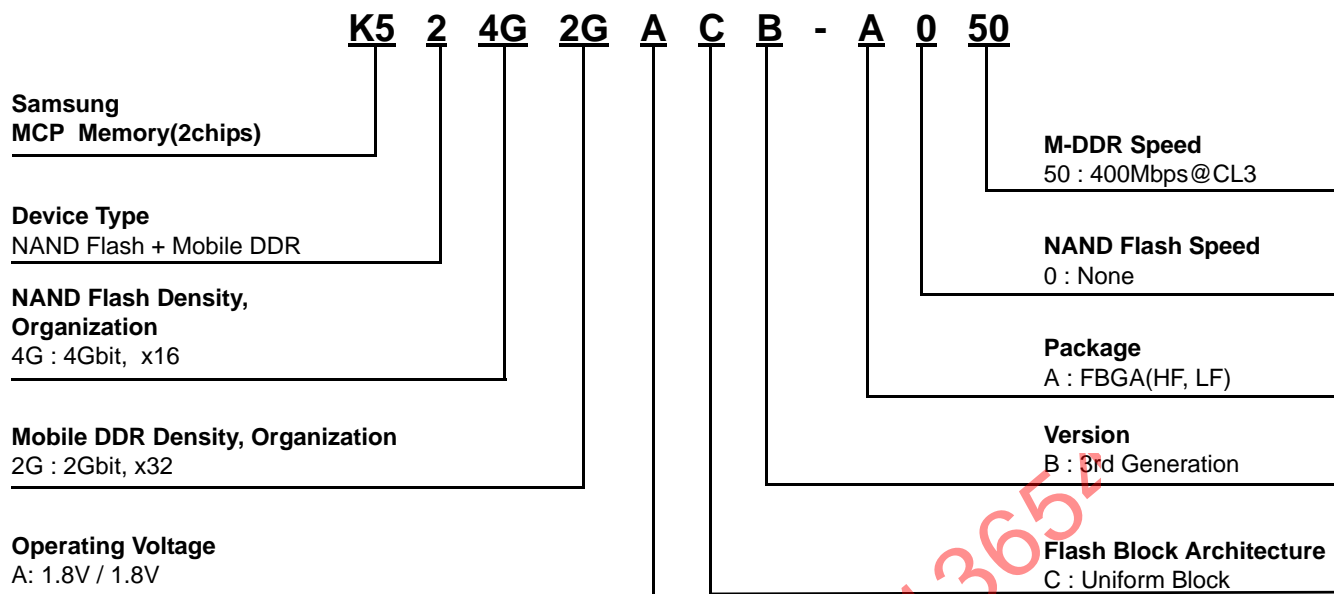 K5 2 4G 2G A C B - A 0 50
Samsung
MCP Memory(2chips)
Device Type
NAND Flash + Mobile DDR
NAND Flash Density,
Organization
4G : 4Gbit, x16
Mobile DDR Density, Organization
2G : 2Gbit, x32
Operating Voltage
A: 1.8V / 1.8V
M-DDR Speed
50 : 400Mbps@CL3
NAND Flash Speed
0 : None
Package
A : FBGA(HF, LF)
Version
B : 3rd Generation
Flash Block Architecture
C : Uniform Block